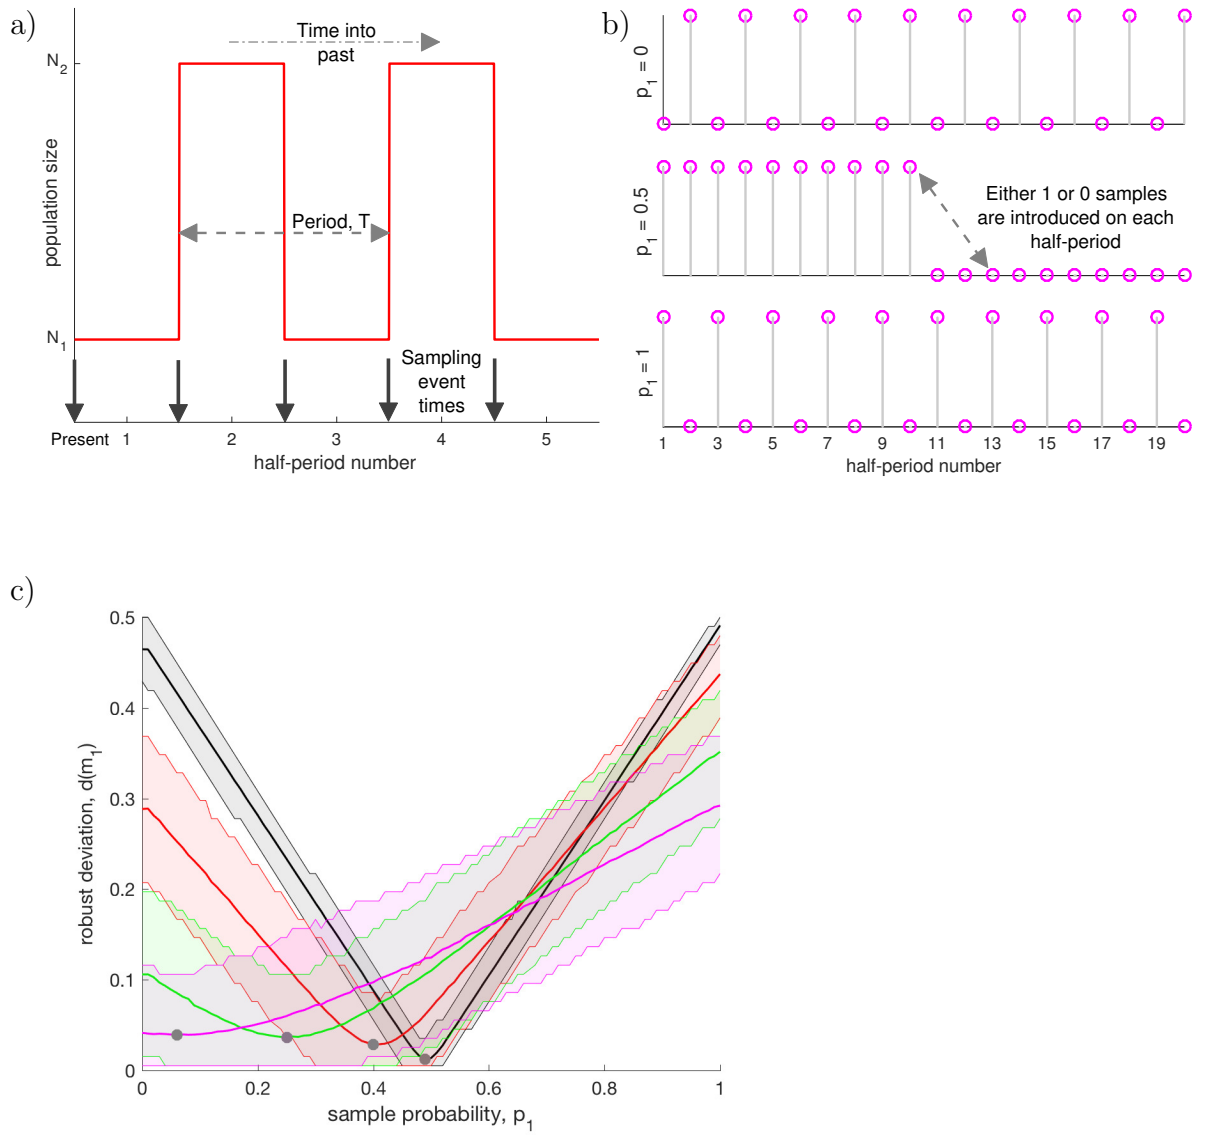 a)
N2
N1
population size
Time into
past
Period, T
Sampling
event
times
Present 1 2 3 4 5
half-period number
b)
p1 = 0
p1 = 0.5
Either 1 or 0 samples
are introduced on each
half-period
p1 = 1
1 3 5 7 9 11 13 15 17 19
half-period number
c)
robust deviation, d(m1)
0.5
0.4
0.3
0.2
0.1
0
0 0.2 0.4 0.6 0.8 1
sample probability, p1